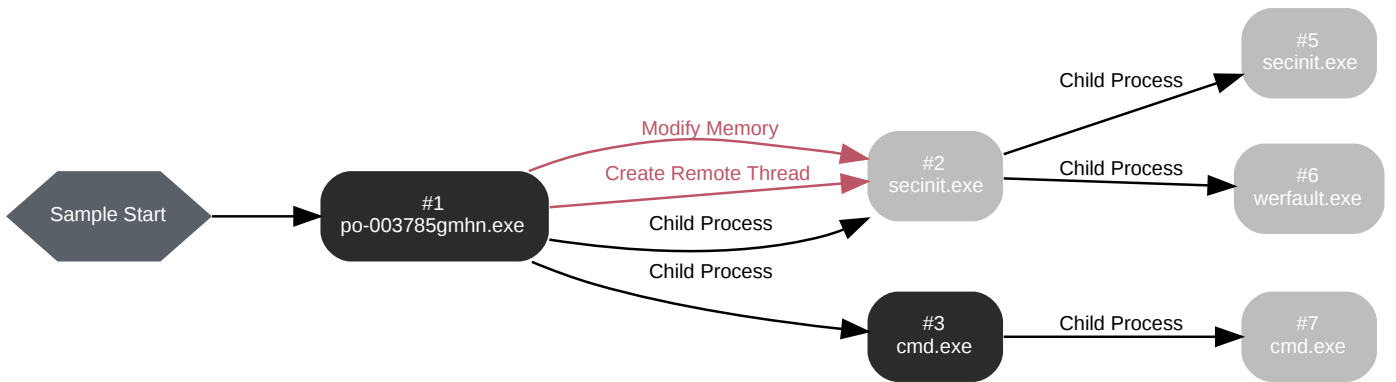 Sample Start
#1
po-003785gmhn.exe
Modify Memory
Create Remote Thread
Child Process
Child Process
#2
secinit.exe
#3
cmd.exe
Child Process
Child Process
Child Process
#5
secinit.exe
#6
werfault.exe
#7
cmd.exe